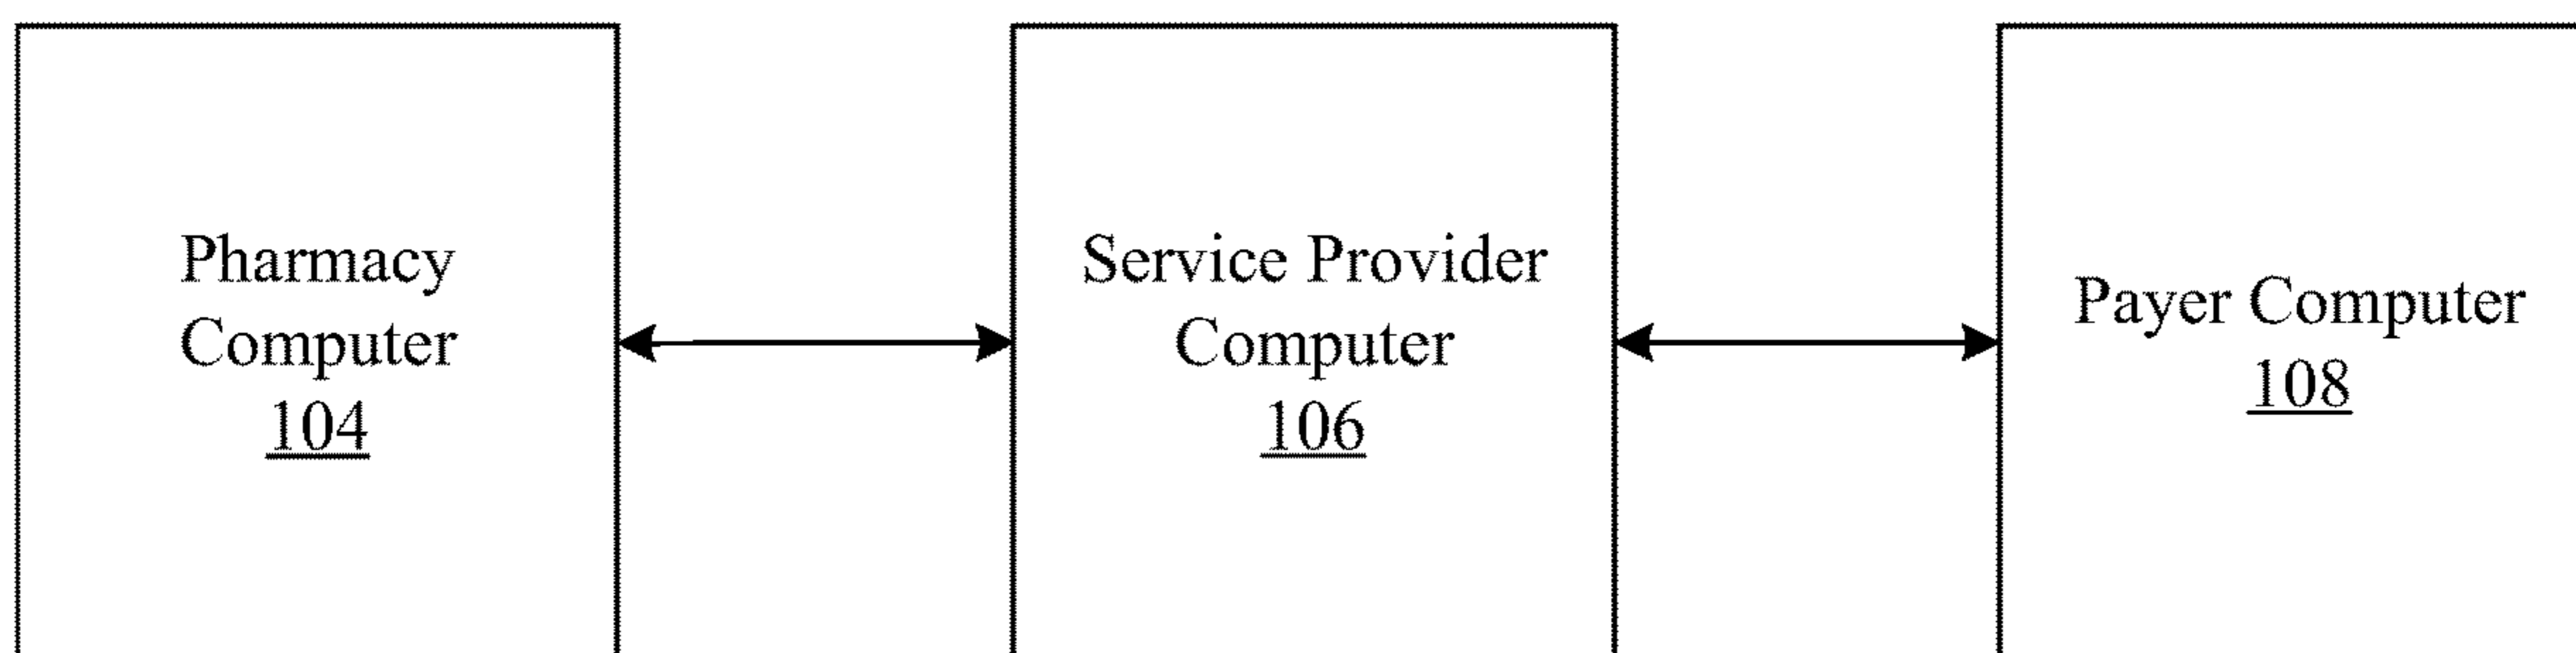 Pharmacy
Computer
104
Service Provider
Computer
106
Payer Computer
108